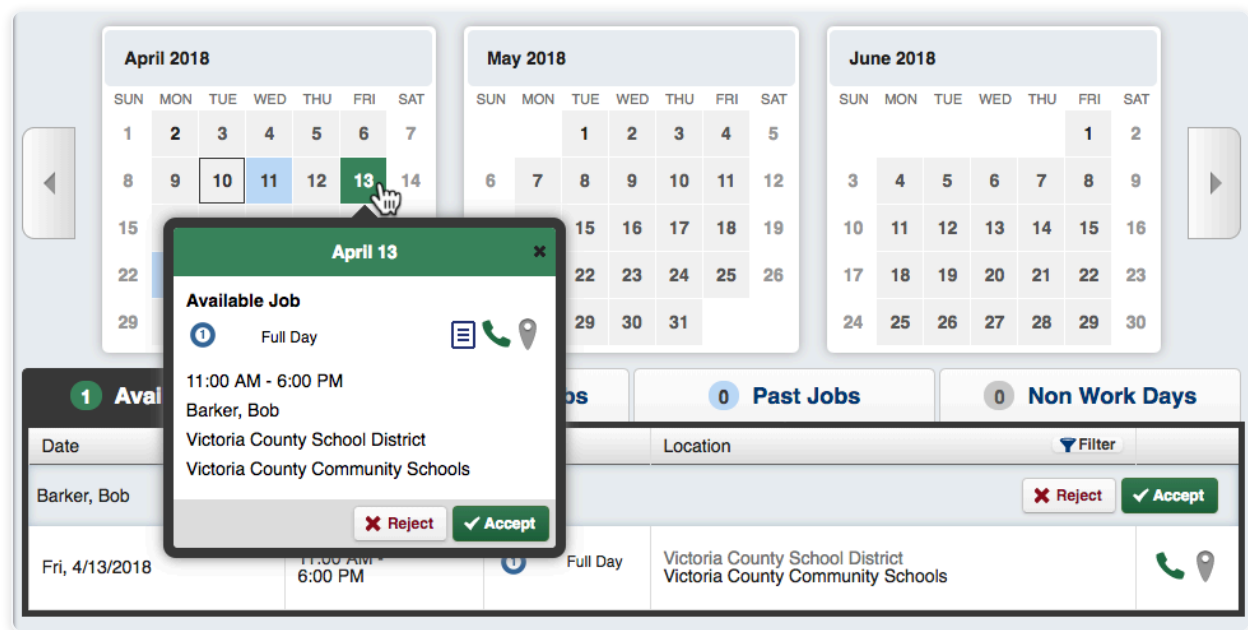 April 2018
SUN MON TUE WED THU FRI SAT
1 2 3 4 5 6 7
8 9 10 11 12 13 14
15
22
29
May 2018
SUN MON TUE WED THU FRI SAT
1 2 3 4 5
6 7 8 9 10 11 12
15 16 17 18 19
22 23 24 25 26
29 30 31
June 2018
SUN MON TUE WED THU FRI SAT
1 2
3 4 5 6 7 8 9
10 11 12 13 14 15 16
17 18 19 20 21 22 23
24 25 26 27 28 29 30
April 13
Available Job
1 Full Day
11:00 AM - 6:00 PM
Barker, Bob
Victoria County School District
Victoria County Community Schools
Reject Accept
1 Avai
bs
0 Past Jobs
0 Non Work Days
Date Location Filter
Barker, Bob Reject Accept
Fri, 4/13/2018
11:00 AM -
6:00 PM
1 Full Day
Victoria County School District
Victoria County Community Schools